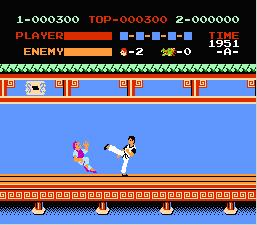 1-000300 TOP-000300 2-000000
PLAYER TIME
1951
ENEMY -2 -0 -A-